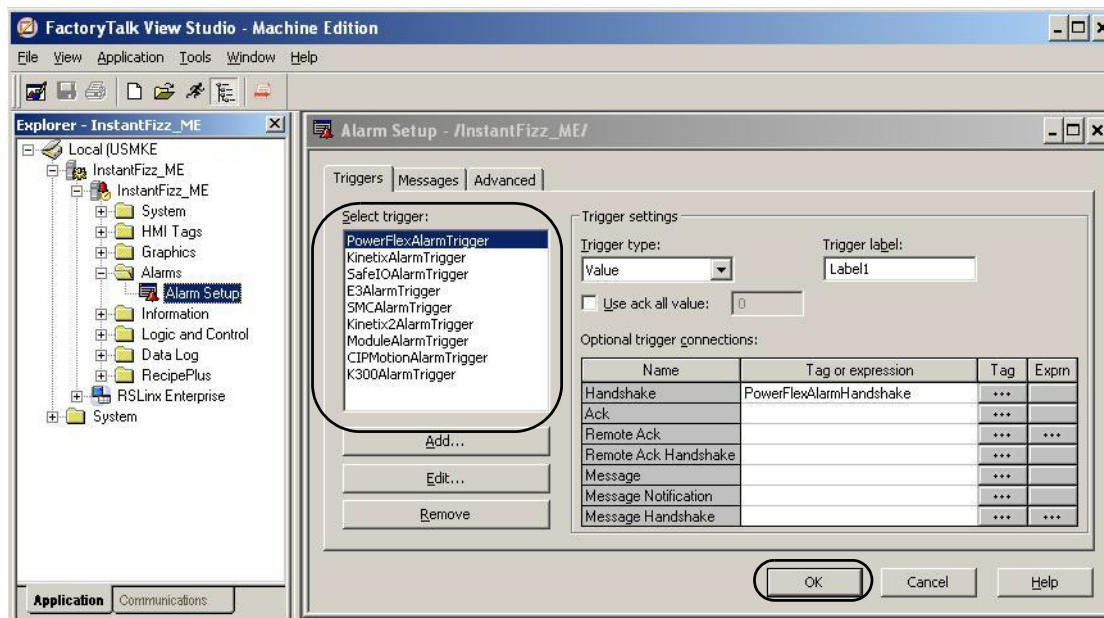 FactoryTalk View Studio - Machine Edition
File View Application Tools Window Help
Explorer - InstantFizz_ME
Local (USMKE
InstantFizz_ME
InstantFizz_ME
System
HMI Tags
Graphics
Alarms
Alarm Setup
Information
Logic and Control
Data Log
RecipePlus
RSLinx Enterprise
System
Application Communications
Alarm Setup - /InstantFizz_ME/
Triggers Messages Advanced
Select trigger:
PowerFlexAlarmTrigger
KinetixAlarmTrigger
SafeIOAlarmTrigger
E3AlarmTrigger
SMCAlarmTrigger
Kinetix2AlarmTrigger
ModuleAlarmTrigger
CIPMotionAlarmTrigger
K300AlarmTrigger
Add...
Edit...
Remove
Trigger settings
Trigger type: Trigger label:
Value Label1
Use ack all value: 0
Optional trigger connections:
Name Tag or expression Tag Exprn
Handshake PowerFlexAlarmHandshake ...
Ack ...
Remote Ack ... ...
Remote Ack Handshake ...
Message ...
Message Notification ...
Message Handshake ... ...
OK Cancel Help